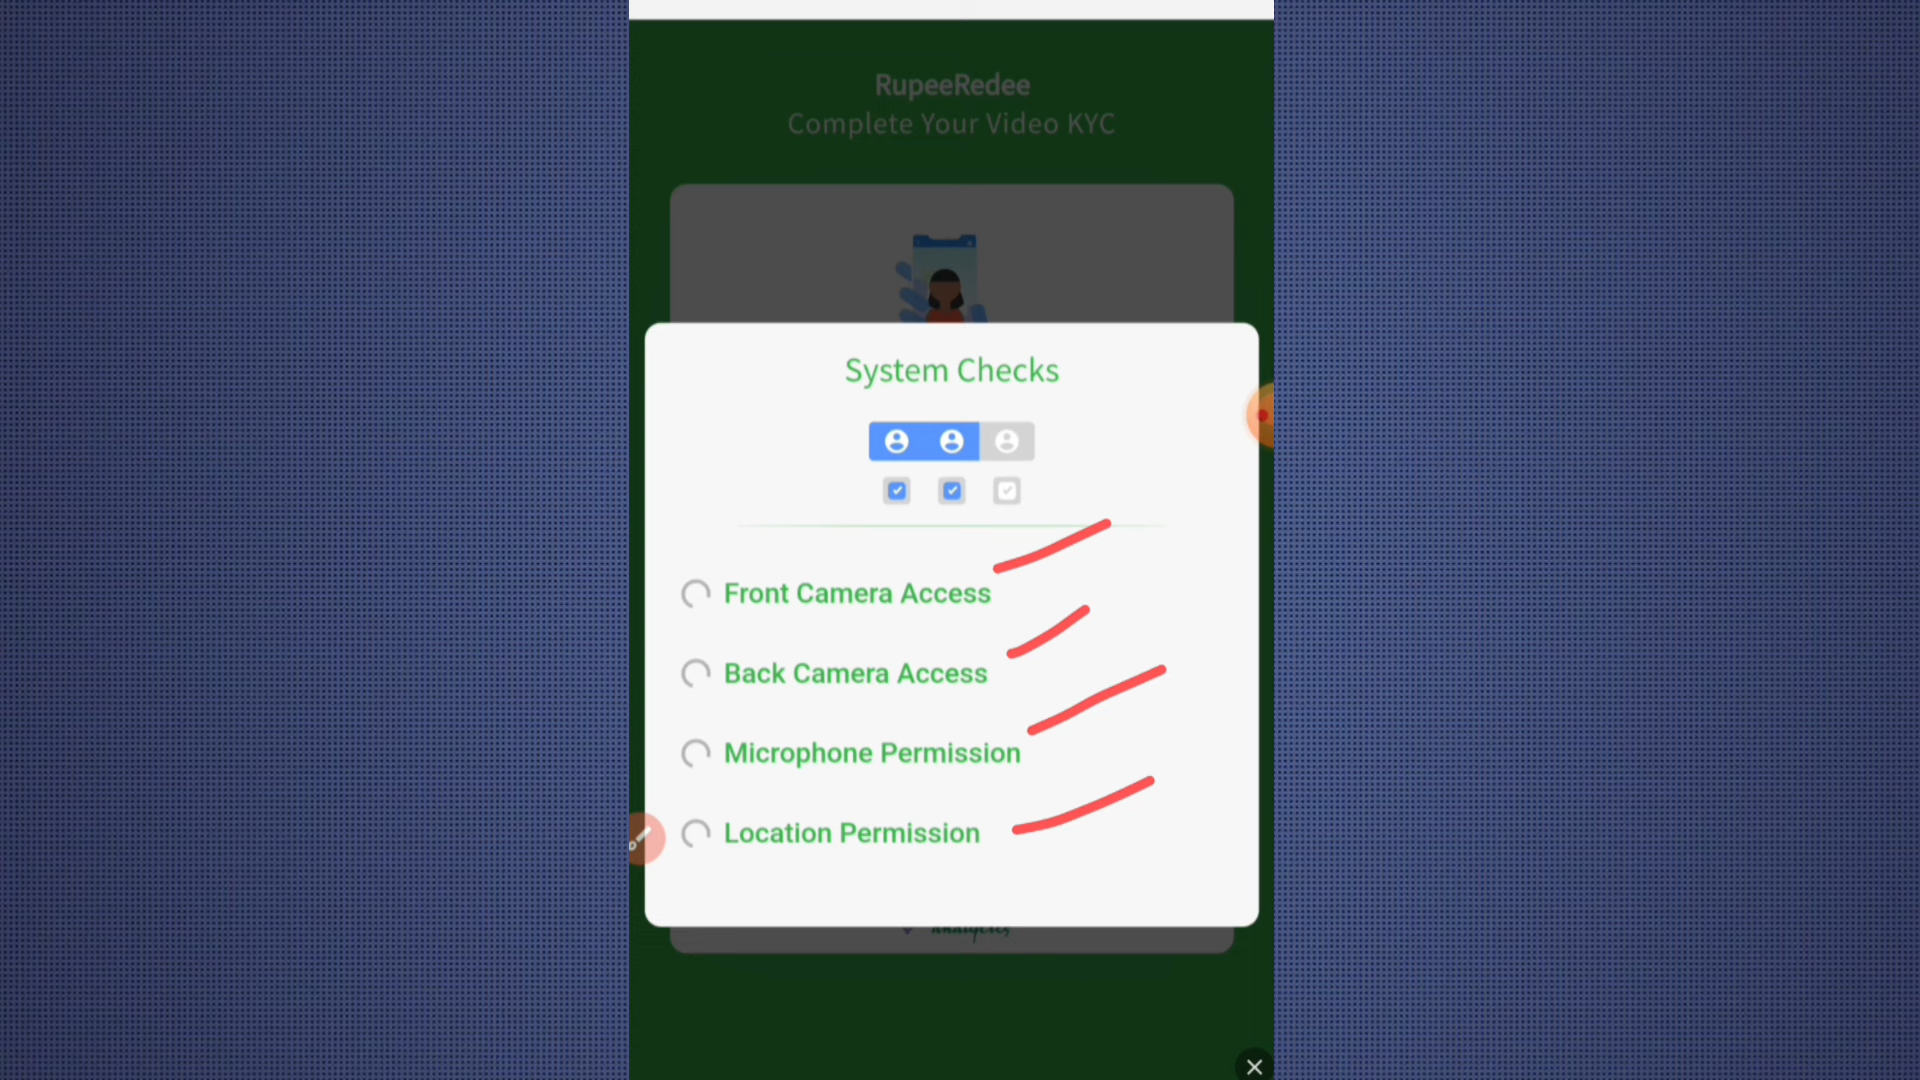 RupeeRedee
Complete Your Video KYC
System Checks
Front Camera Access
Back Camera Access
Microphone Permission
Location Permission